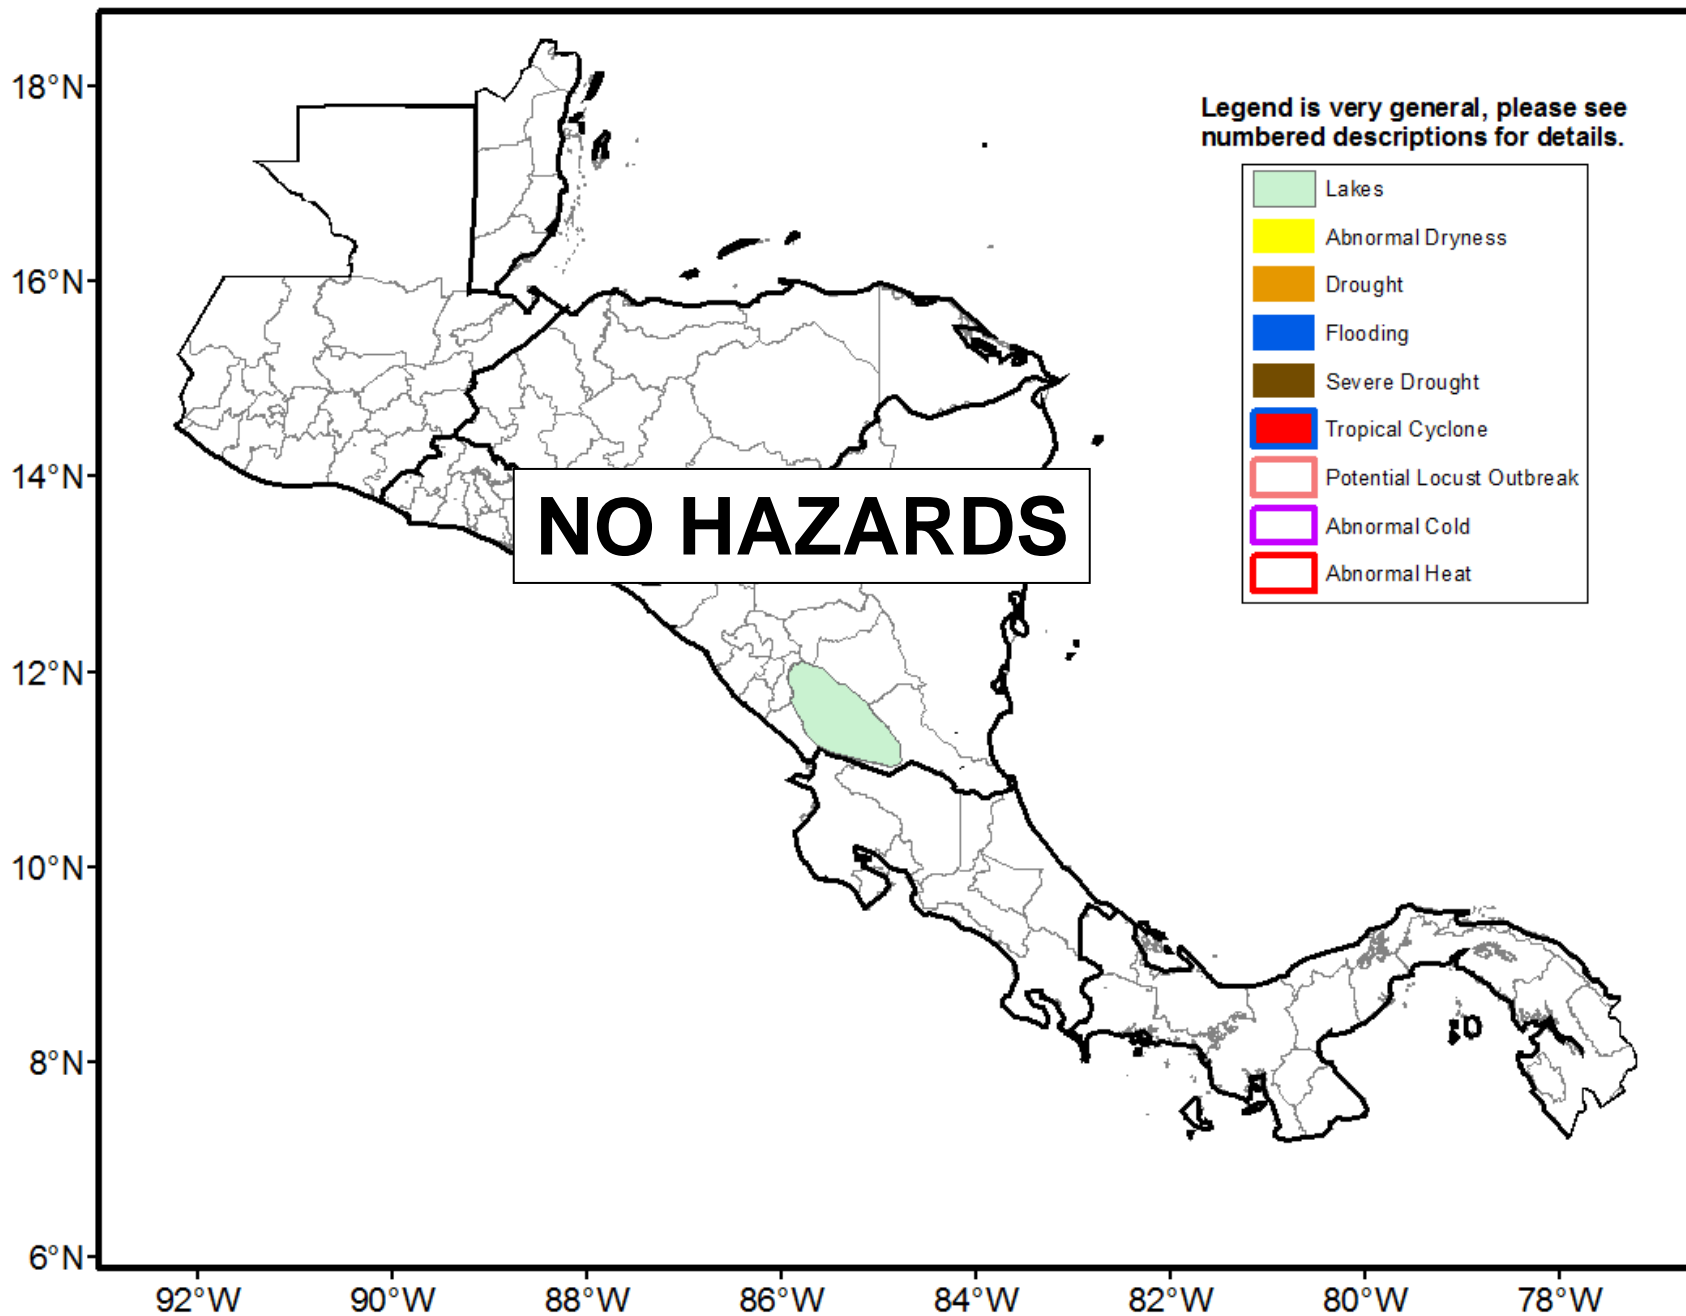 18°N
16°N
14°N
12°N
10°N
8°N
6°N
Legend is very general, please see
numbered descriptions for details.
Lakes
Abnormal Dryness
Drought
Flooding
Severe Drought
Tropical Cyclone
Potential Locust Outbreak
Abnormal Cold
Abnormal Heat
NO HAZARDS
92°W 90°W 88°W 86°W 84°W 82°W 80°W 78°W